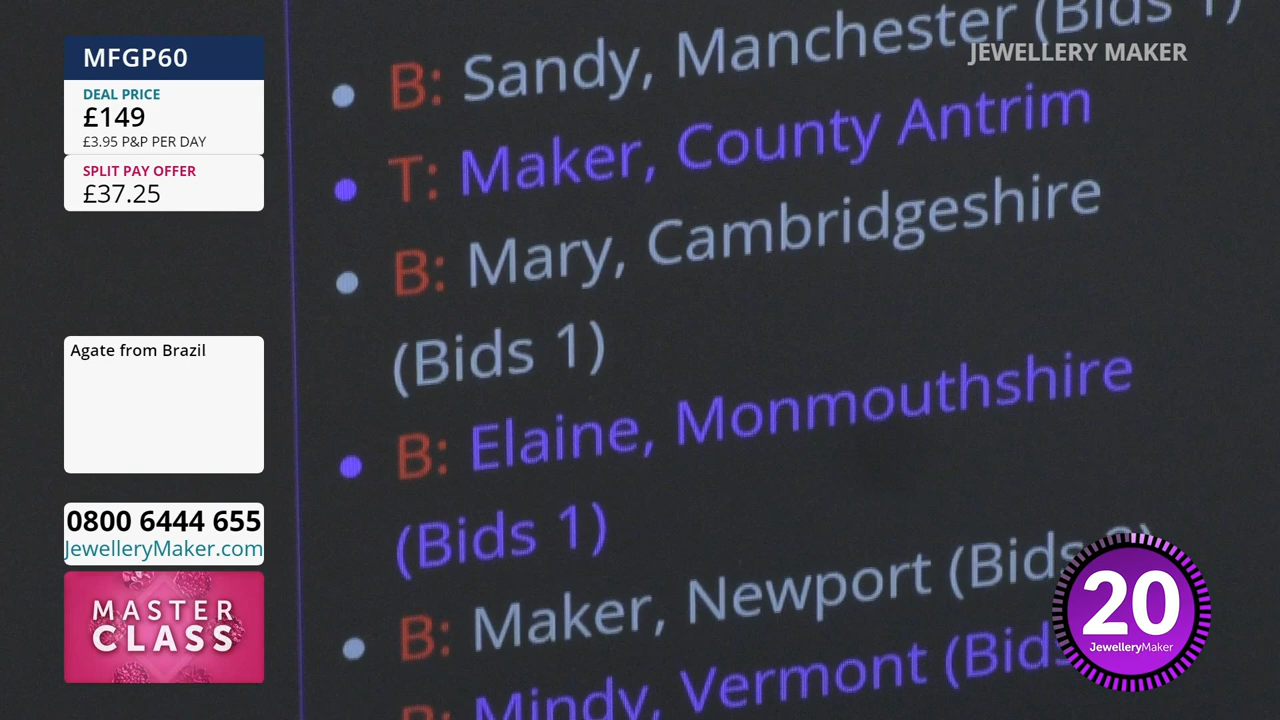 MFGP60
DEAL PRICE
£149
£3.95 P&P PER DAY
SPLIT PAY OFFER
£37.25
Agate from Brazil
0800 6444 655
JewelleryMaker.com
MASTER
CLASS
JEWELLERY MAKER
B: Sandy, Manchester (Bids 1)
T: Maker, County Antrim
B: Mary, Cambridgeshire
(Bids 1)
B: Elaine, Monmouthshire
(Bids 1)
B: Maker, Newport (Bids
B: Mindy, Vermont (Bids
20
JewelleryMaker